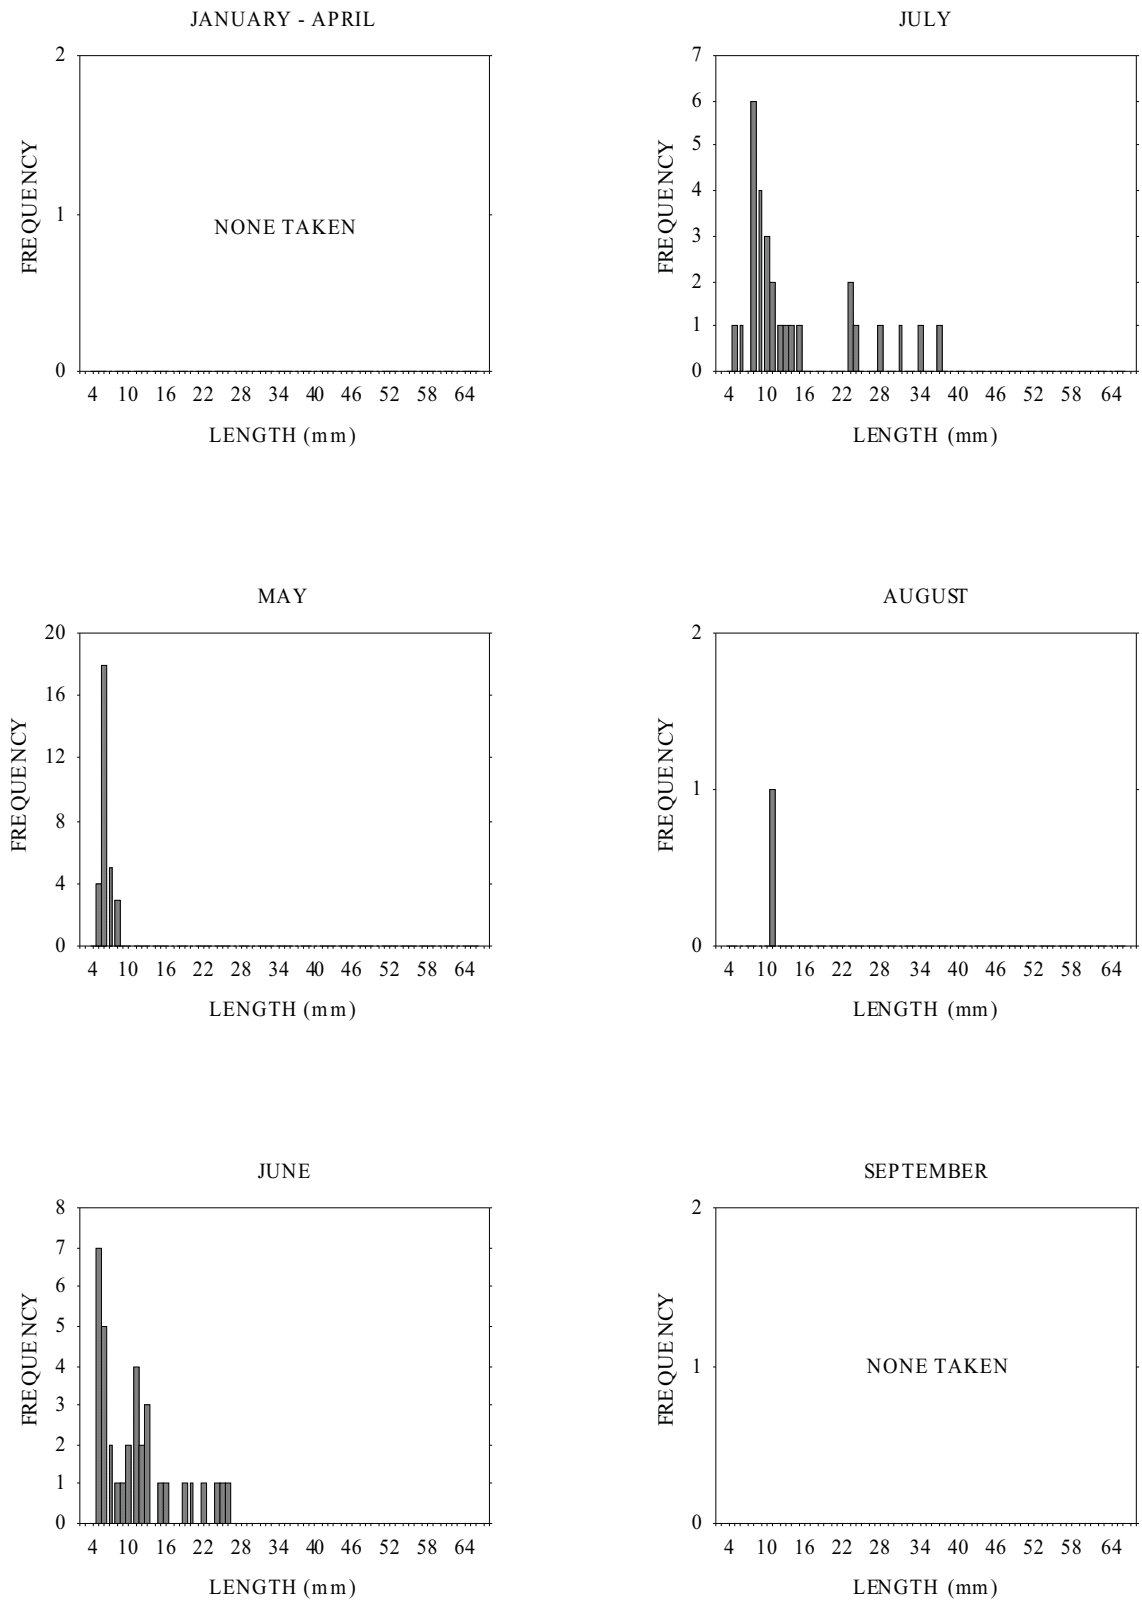 JANUARY - APRIL
2
1
0
FREQUENCY
NONE TAKEN
4 10 16 22 28 34 40 46 52 58 64
LENGTH (mm)
JULY
7
6
5
4
3
2
1
0
FREQUENCY
4 10 16 22 28 34 40 46 52 58 64
LENGTH (mm)
MAY
20
16
12
8
4
0
FREQUENCY
4 10 16 22 28 34 40 46 52 58 64
LENGTH (mm)
AUGUST
2
1
0
FREQUENCY
4 10 16 22 28 34 40 46 52 58 64
LENGTH (mm)
JUNE
8
7
6
5
4
3
2
1
0
FREQUENCY
4 10 16 22 28 34 40 46 52 58 64
LENGTH (mm)
SEPTEMBER
2
1
0
FREQUENCY
NONE TAKEN
4 10 16 22 28 34 40 46 52 58 64
LENGTH (mm)